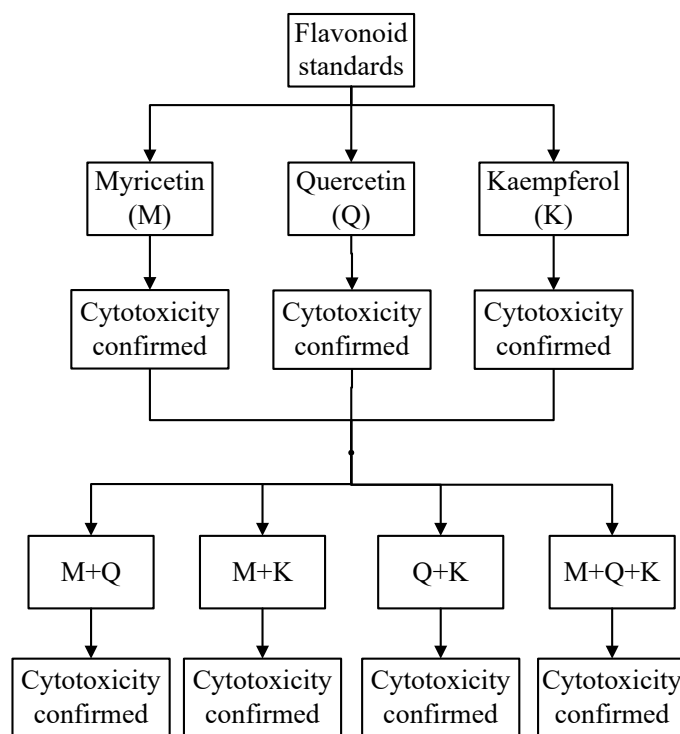 Flavonoid
standards
Myricetin
(M)
Quercetin
(Q)
Kaempferol
(K)
Cytotoxicity
confirmed
Cytotoxicity
confirmed
Cytotoxicity
confirmed
M+Q
M+K
Q+K
M+Q+K
Cytotoxicity
confirmed
Cytotoxicity
confirmed
Cytotoxicity
confirmed
Cytotoxicity
confirmed